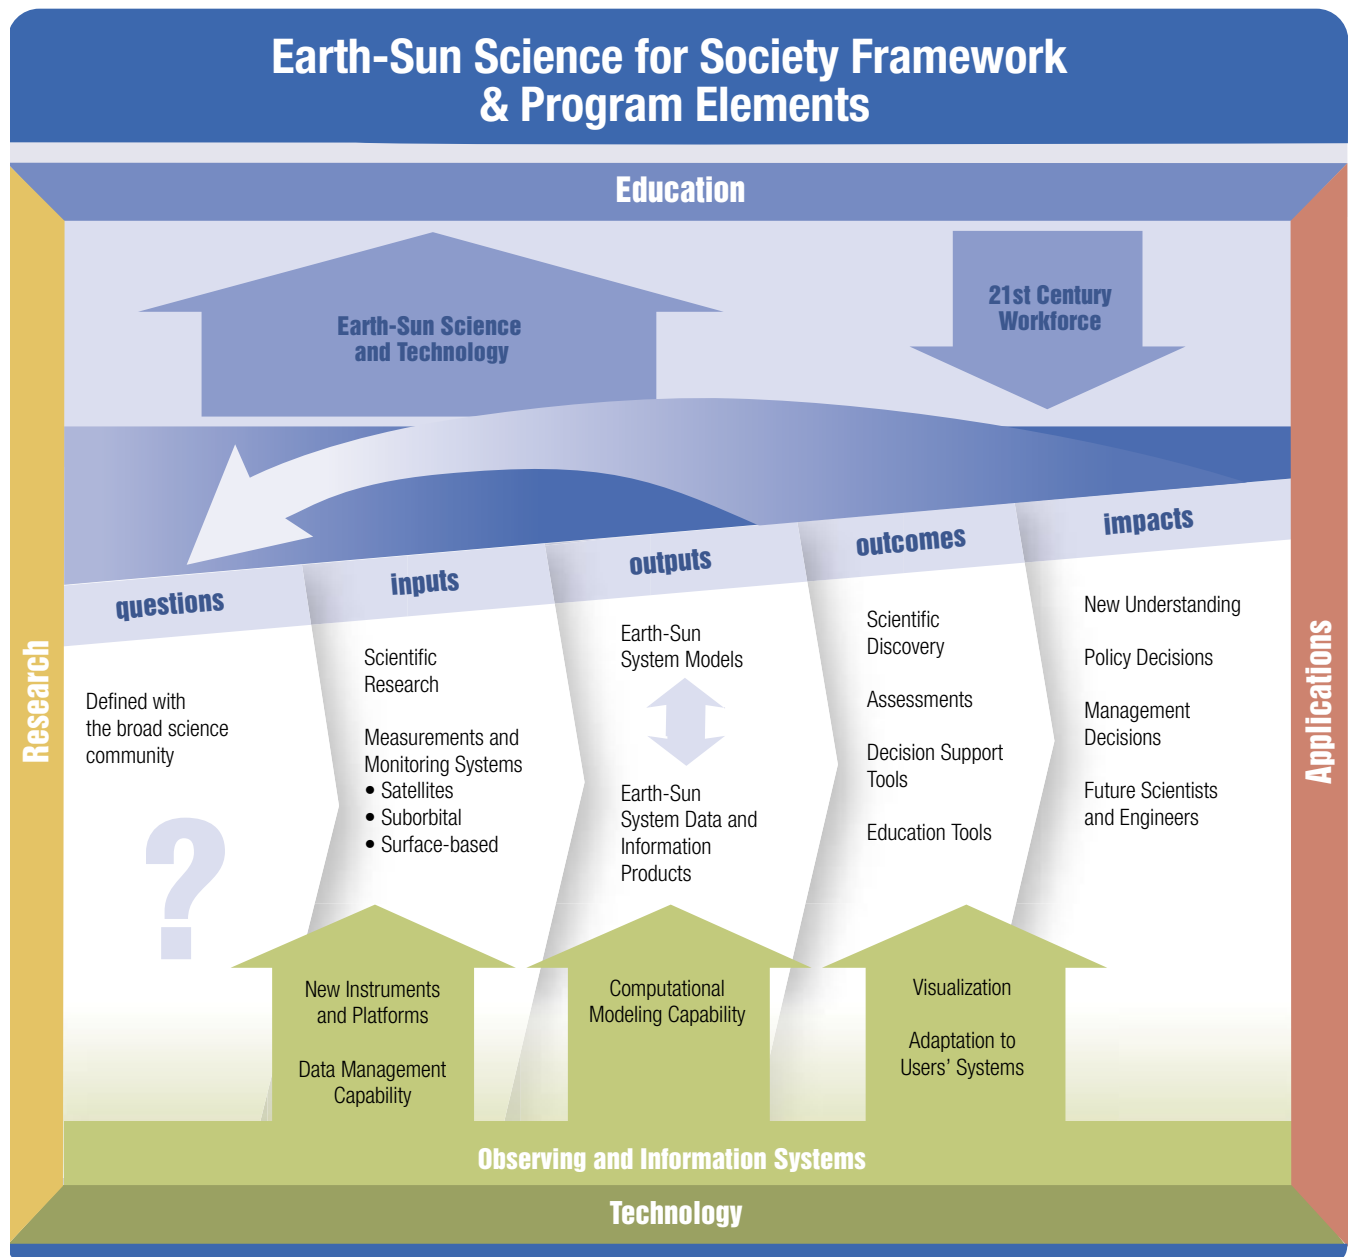 Earth-Sun Science for Society Framework
& Program Elements
Education
Earth-Sun Science
and Technology
21st Century
Workforce
Research
questions
Defined with
the broad science
community
?
inputs
Scientific
Research
Measurements and
Monitoring Systems
• Satellites
• Suborbital
• Surface-based
outputs
Earth-Sun
System Models
Earth-Sun
System Data and
Information
Products
outcomes
Scientific
Discovery
Assessments
Decision Support
Tools
Education Tools
impacts
New Understanding
Policy Decisions
Management
Decisions
Future Scientists
and Engineers
Applications
New Instruments
and Platforms
Data Management
Capability
Computational
Modeling Capability
Visualization
Adaptation to
Users’ Systems
Observing and Information Systems
Technology